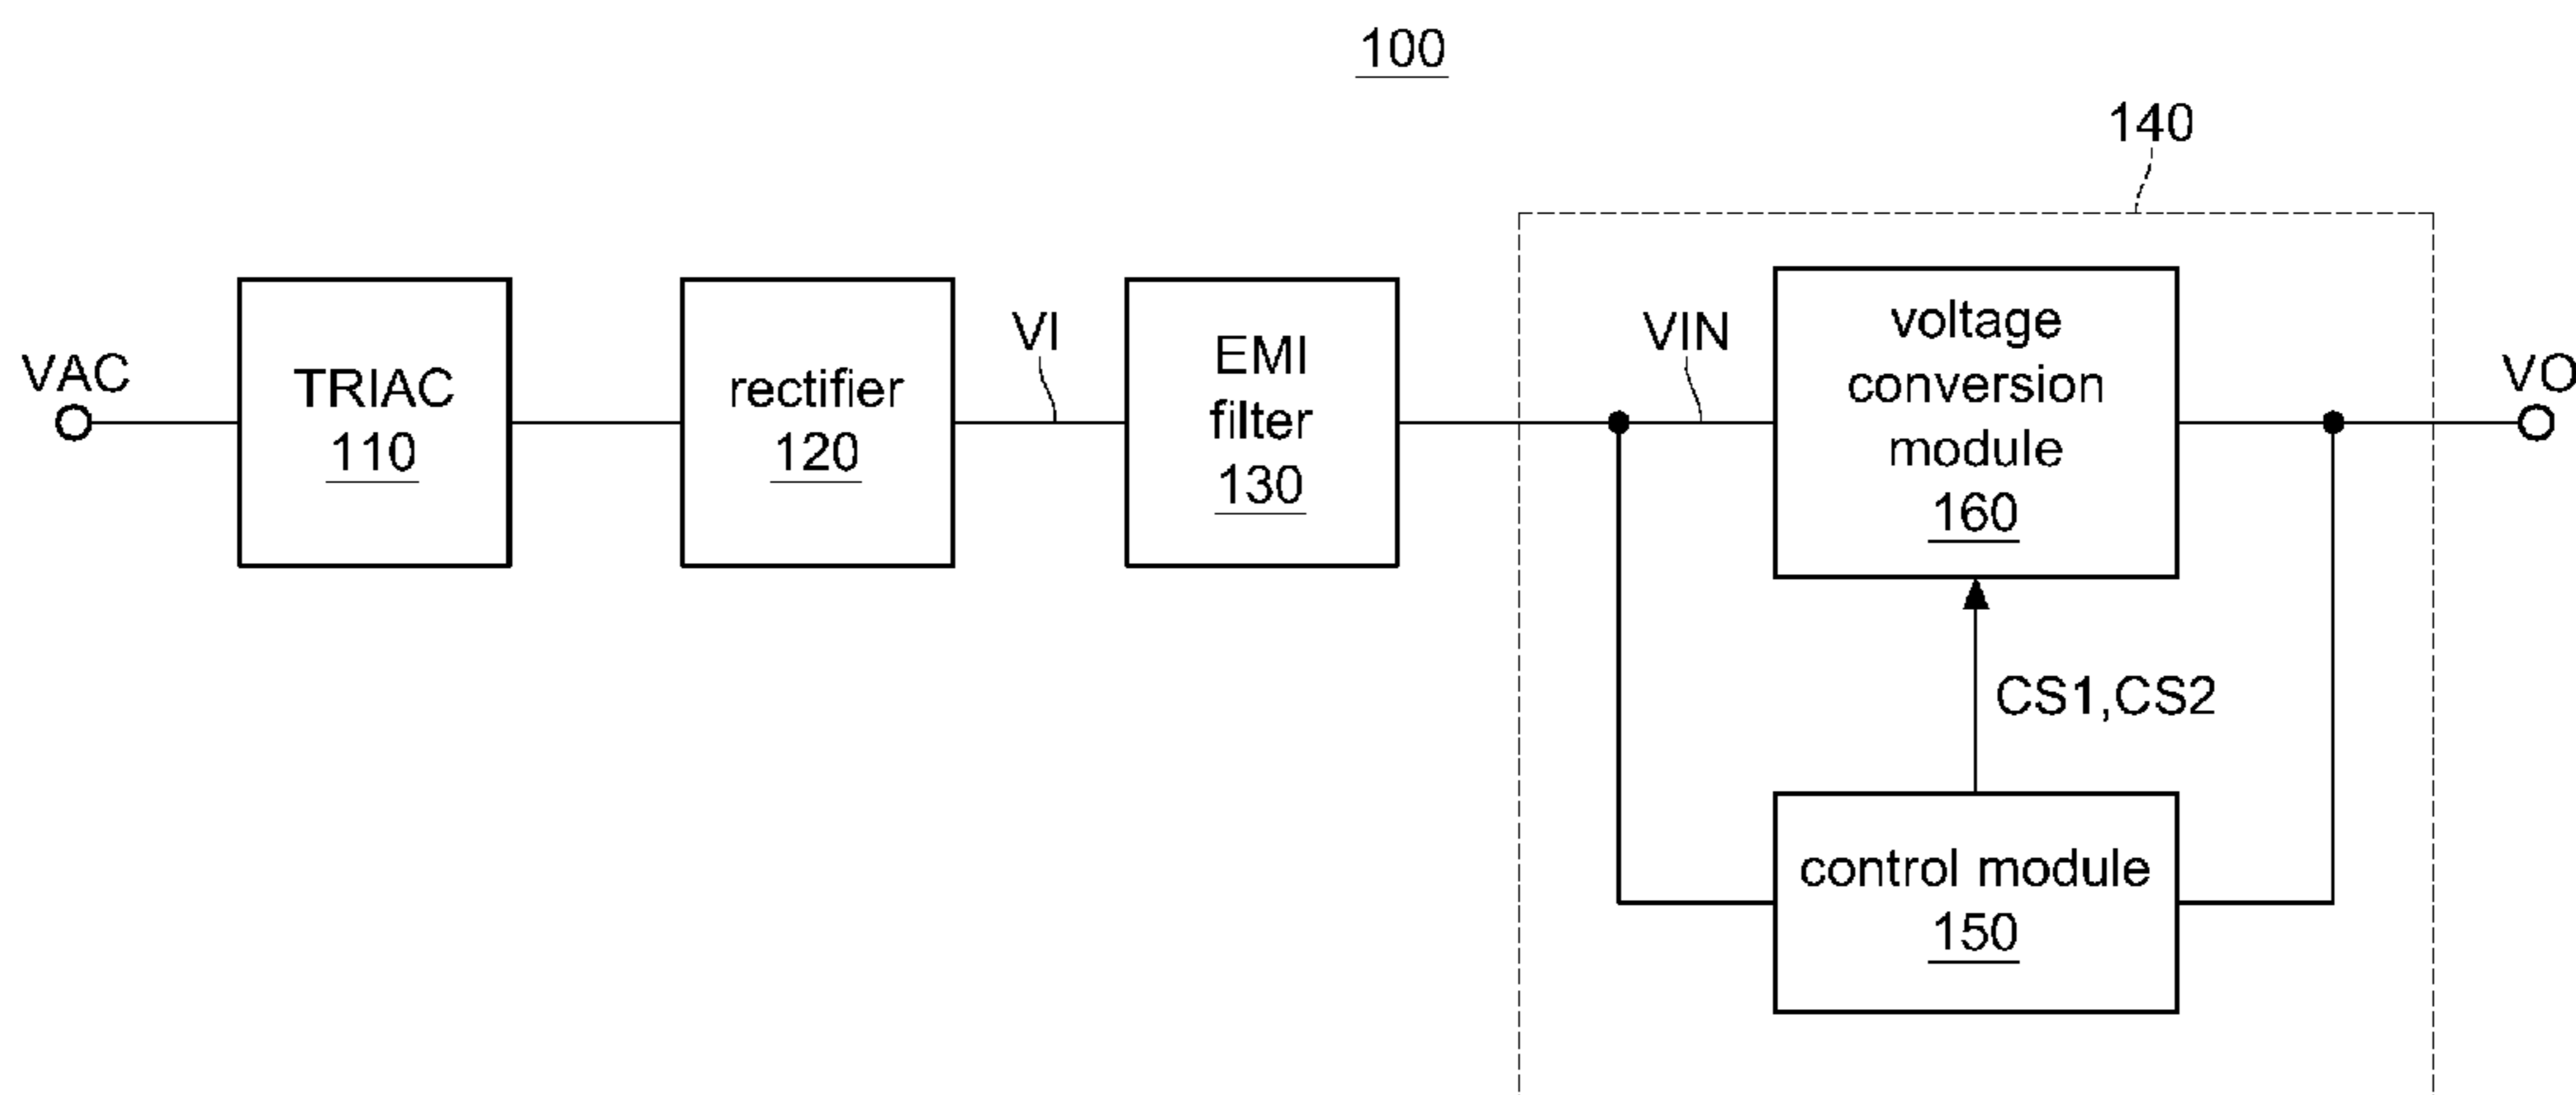 100
140
VAC
TRIAC
110
rectifier
120
VI
EMI
filter
130
VIN
voltage
conversion
module
160
VO
CS1,CS2
control module
150